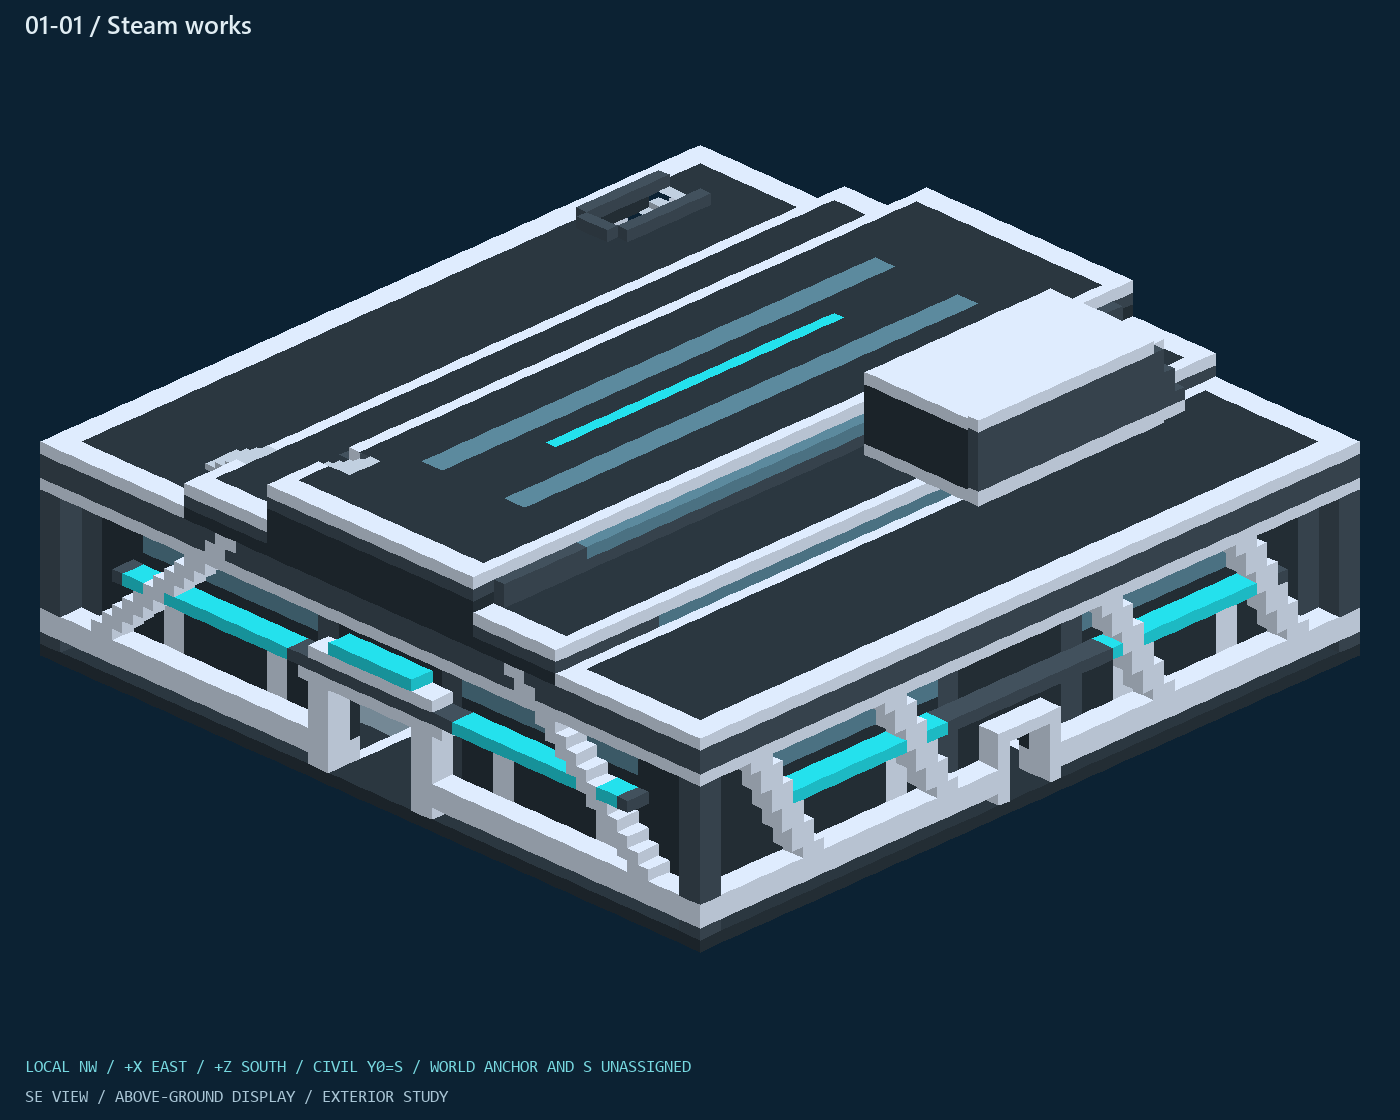 01-01 / Steam works
LOCAL NW / +X EAST / +Z SOUTH / CIVIL Y0=S / WORLD ANCHOR AND S UNASSIGNED
SE VIEW / ABOVE-GROUND DISPLAY / EXTERIOR STUDY